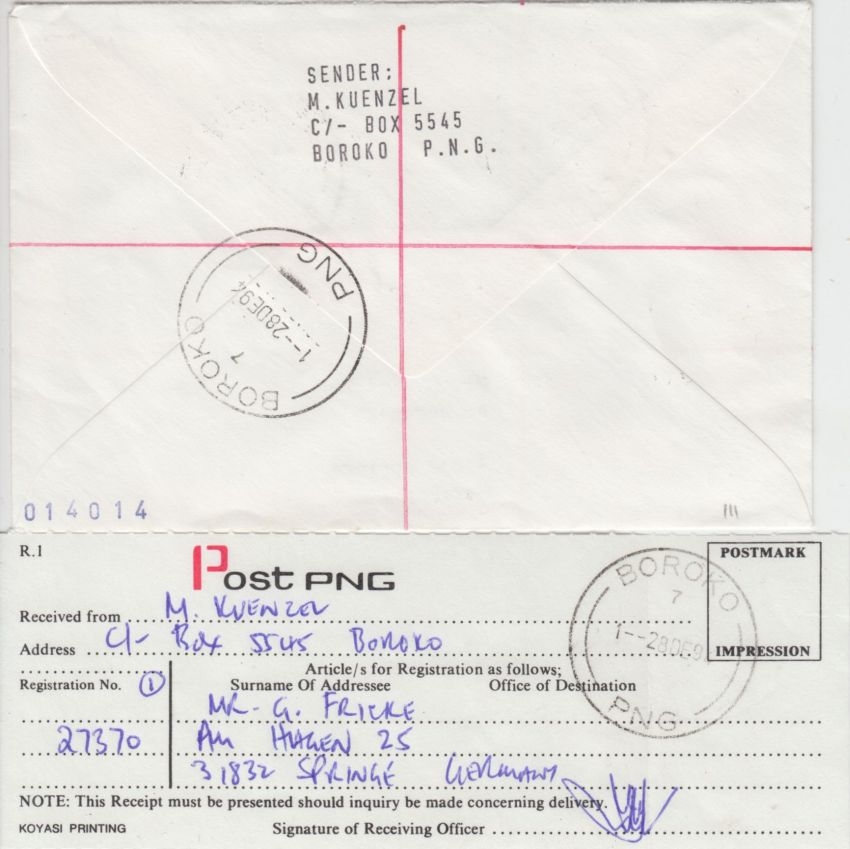 SENDER:
M.KUENZEL
C/- BOX 5545
BOROKO P.N.G.
BOROKO
7
1--28DE94
PNG
014014
R.1
Post PNG
POSTMARK
IMPRESSION
BOROKO
7
1--28DE9
PNG
Received from M. KUENZEL
Address C/- Box 5545 BOROKO
Article/s for Registration as follows;
Registration No. 1 Surname Of Addressee Office of Destination
MR - G. FRICKE
27370 AM HAGEN 25
31832 SPRINGE GERMANY
NOTE: This Receipt must be presented should inquiry be made concerning delivery.
KOYASI PRINTING Signature of Receiving Officer